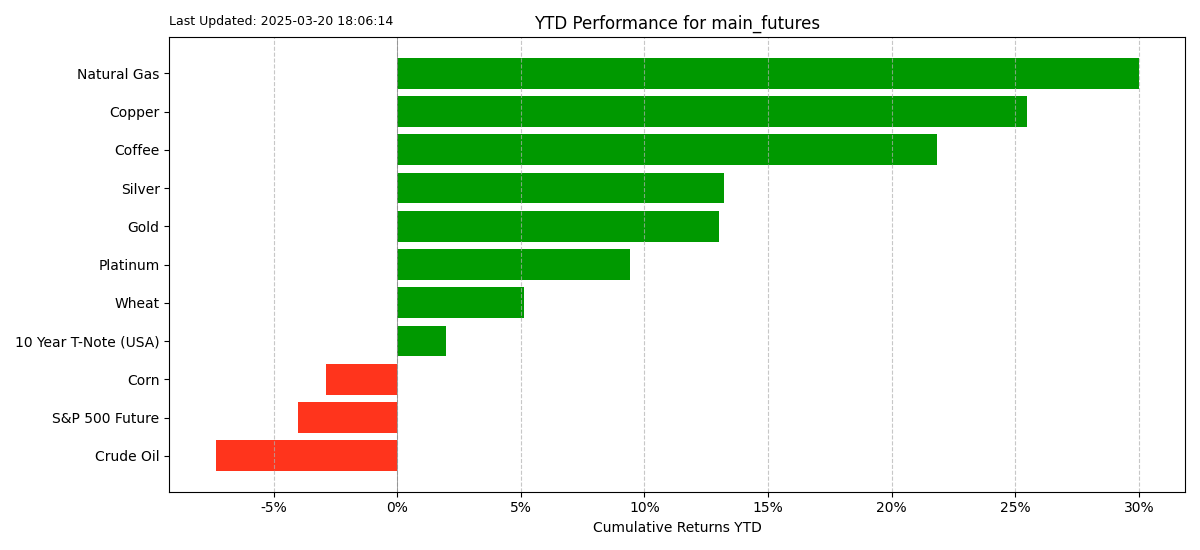 Last Updated: 2025-03-20 18:06:14
YTD Performance for main_futures
Natural Gas
Copper
Coffee
Silver
Gold
Platinum
Wheat
10 Year T-Note (USA)
Corn
S&P 500 Future
Crude Oil
-5%
0%
5%
10%
15%
20%
25%
30%
Cumulative Returns YTD